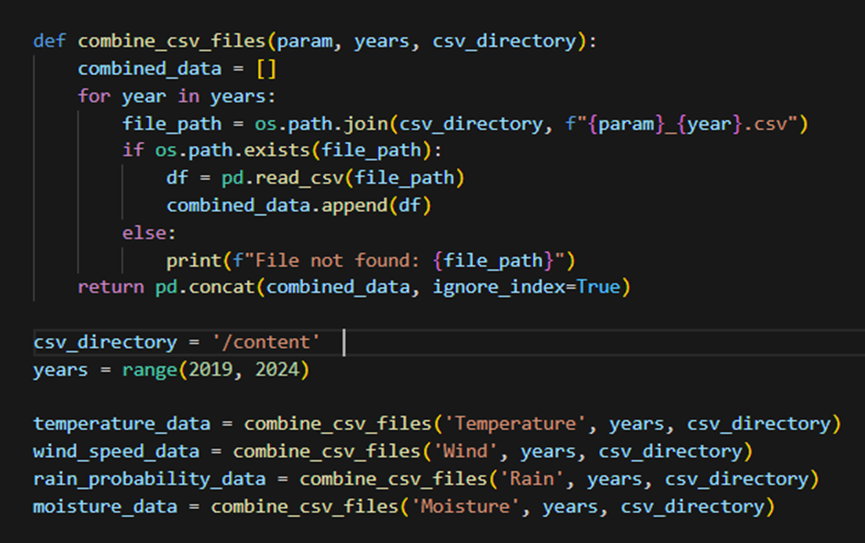 def combine_csv_files(param, years, csv_directory):
    combined_data = []
    for year in years:
        file_path = os.path.join(csv_directory, f"{param}_{year}.csv")
        if os.path.exists(file_path):
            df = pd.read_csv(file_path)
            combined_data.append(df)
        else:
            print(f"File not found: {file_path}")
    return pd.concat(combined_data, ignore_index=True)

csv_directory = '/content'
years = range(2019, 2024)

temperature_data = combine_csv_files('Temperature', years, csv_directory)
wind_speed_data = combine_csv_files('Wind', years, csv_directory)
rain_probability_data = combine_csv_files('Rain', years, csv_directory)
moisture_data = combine_csv_files('Moisture', years, csv_directory)